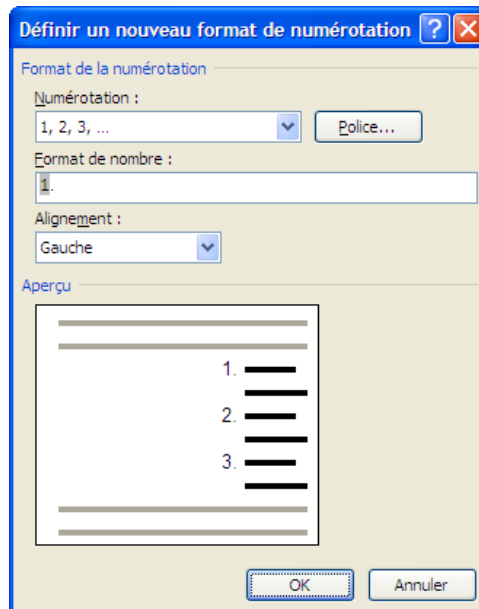 Définir un nouveau format de numérotation
Format de la numérotation
Numérotation :
1, 2, 3, ...
Police...
Format de nombre :
1.
Alignement :
Gauche
Aperçu
1.
2.
3.
OK
Annuler